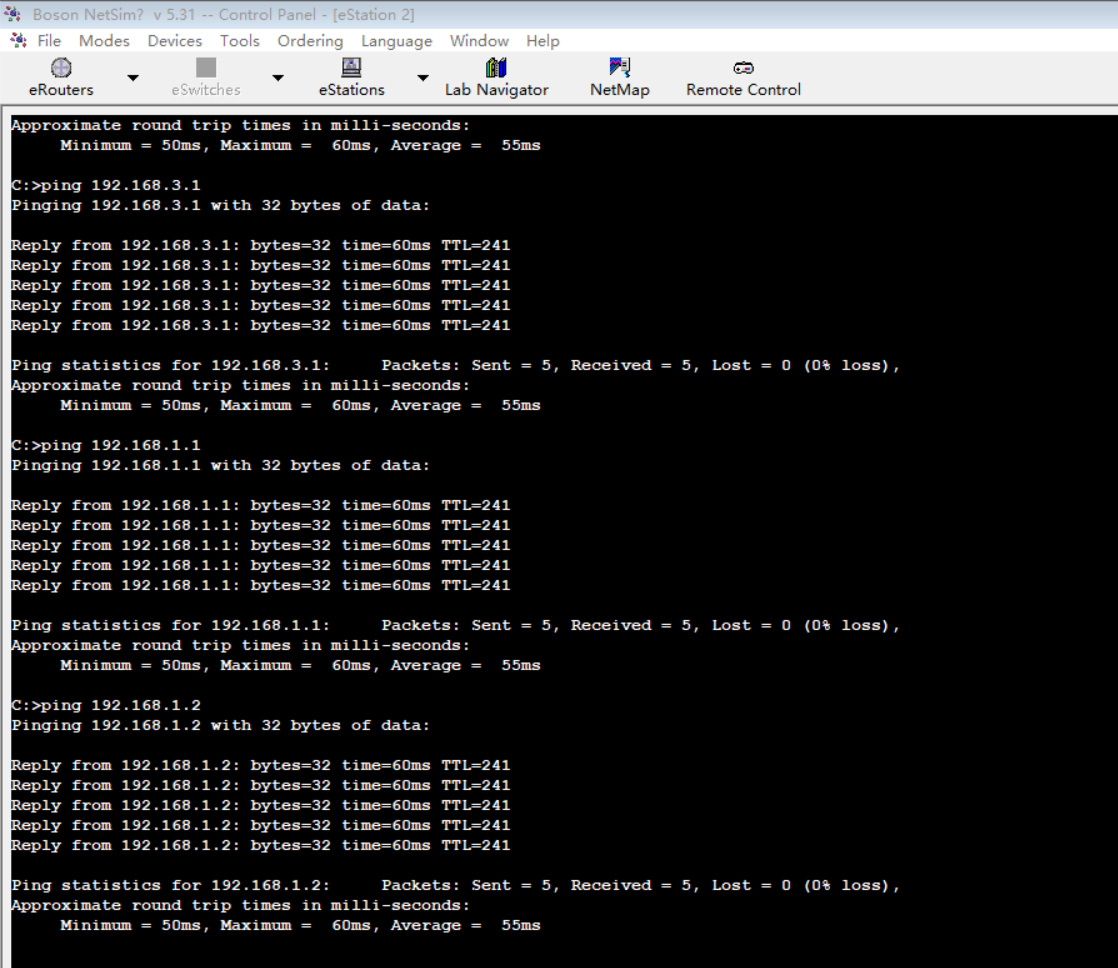 Boson NetSim? v 5.31 -- Control Panel - [eStation 2]
File Modes Devices Tools Ordering Language Window Help
eRouters eSwitches eStations Lab Navigator NetMap Remote Control
Approximate round trip times in milli-seconds:
Minimum = 50ms, Maximum = 60ms, Average = 55ms
C:>ping 192.168.3.1
Pinging 192.168.3.1 with 32 bytes of data:
Reply from 192.168.3.1: bytes=32 time=60ms TTL=241
Reply from 192.168.3.1: bytes=32 time=60ms TTL=241
Reply from 192.168.3.1: bytes=32 time=60ms TTL=241
Reply from 192.168.3.1: bytes=32 time=60ms TTL=241
Reply from 192.168.3.1: bytes=32 time=60ms TTL=241
Ping statistics for 192.168.3.1: Packets: Sent = 5, Received = 5, Lost = 0 (0% loss),
Approximate round trip times in milli-seconds:
Minimum = 50ms, Maximum = 60ms, Average = 55ms
C:>ping 192.168.1.1
Pinging 192.168.1.1 with 32 bytes of data:
Reply from 192.168.1.1: bytes=32 time=60ms TTL=241
Reply from 192.168.1.1: bytes=32 time=60ms TTL=241
Reply from 192.168.1.1: bytes=32 time=60ms TTL=241
Reply from 192.168.1.1: bytes=32 time=60ms TTL=241
Reply from 192.168.1.1: bytes=32 time=60ms TTL=241
Ping statistics for 192.168.1.1: Packets: Sent = 5, Received = 5, Lost = 0 (0% loss),
Approximate round trip times in milli-seconds:
Minimum = 50ms, Maximum = 60ms, Average = 55ms
C:>ping 192.168.1.2
Pinging 192.168.1.2 with 32 bytes of data:
Reply from 192.168.1.2: bytes=32 time=60ms TTL=241
Reply from 192.168.1.2: bytes=32 time=60ms TTL=241
Reply from 192.168.1.2: bytes=32 time=60ms TTL=241
Reply from 192.168.1.2: bytes=32 time=60ms TTL=241
Reply from 192.168.1.2: bytes=32 time=60ms TTL=241
Ping statistics for 192.168.1.2: Packets: Sent = 5, Received = 5, Lost = 0 (0% loss),
Approximate round trip times in milli-seconds:
Minimum = 50ms, Maximum = 60ms, Average = 55ms